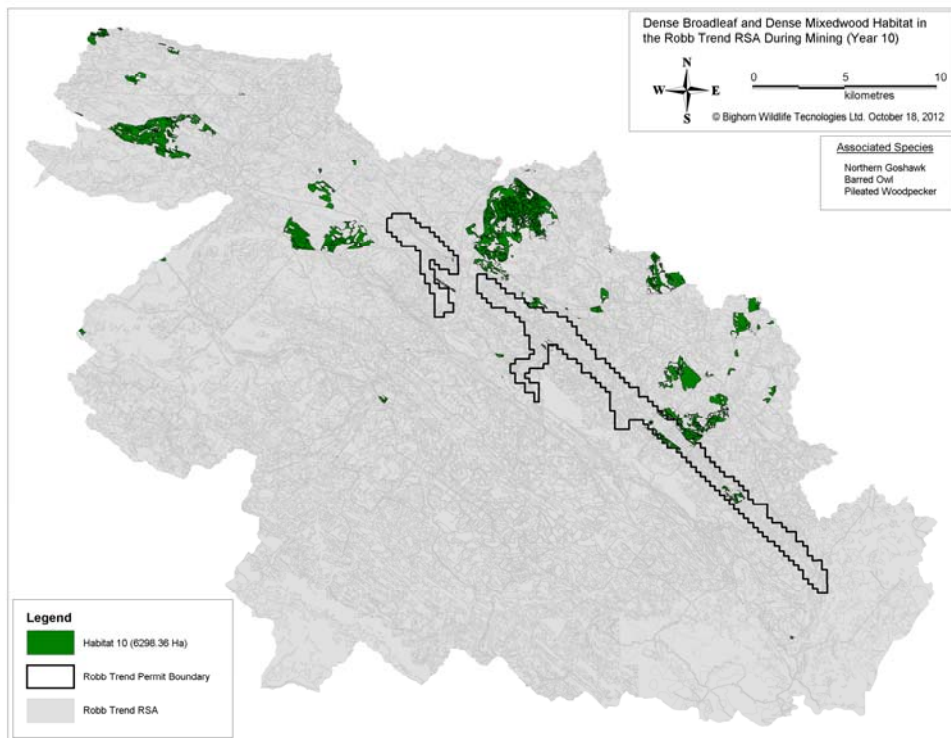 Dense Broadleaf and Dense Mixedwood Habitat in
the Robb Trend RSA During Mining (Year 10)
N
W E
S
0 5 10
kilometres
© Bighorn Wildlife Tecnologies Ltd. October 18, 2012
Associated Species
Northern Goshawk
Barred Owl
Pileated Woodpecker
Legend
Habitat 10 (6298.36 Ha)
Robb Trend Permit Boundary
Robb Trend RSA